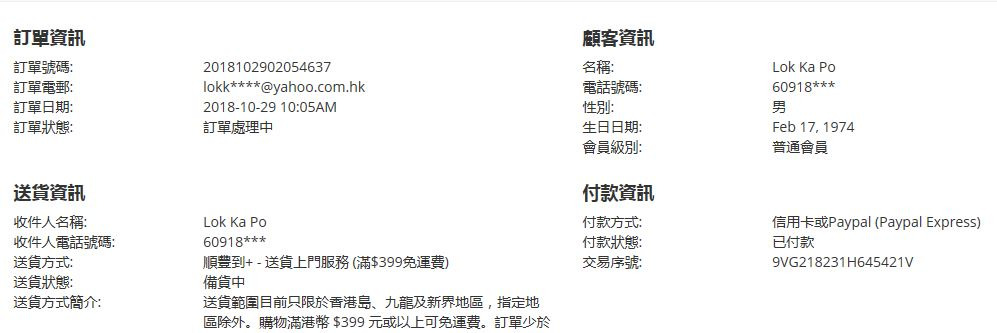 訂單資訊
訂單號碼: 2018102902054637
訂單電郵: lokk****@yahoo.com.hk
訂單日期: 2018-10-29 10:05AM
訂單狀態: 訂單處理中
顧客資訊
名稱: Lok Ka Po
電話號碼: 60918***
性別: 男
生日日期: Feb 17, 1974
會員級別: 普通會員
送貨資訊
收件人名稱: Lok Ka Po
收件人電話號碼: 60918***
送貨方式: 順豐到+ - 送貨上門服務 (滿$399免運費)
送貨狀態: 備貨中
送貨方式簡介: 送貨範圍目前只限於香港島、九龍及新界地區，指定地
區除外。購物滿港幣 $399 元或以上可免運費。訂單少於
付款資訊
付款方式: 信用卡或Paypal (Paypal Express)
付款狀態: 已付款
交易序號: 9VG218231H645421V